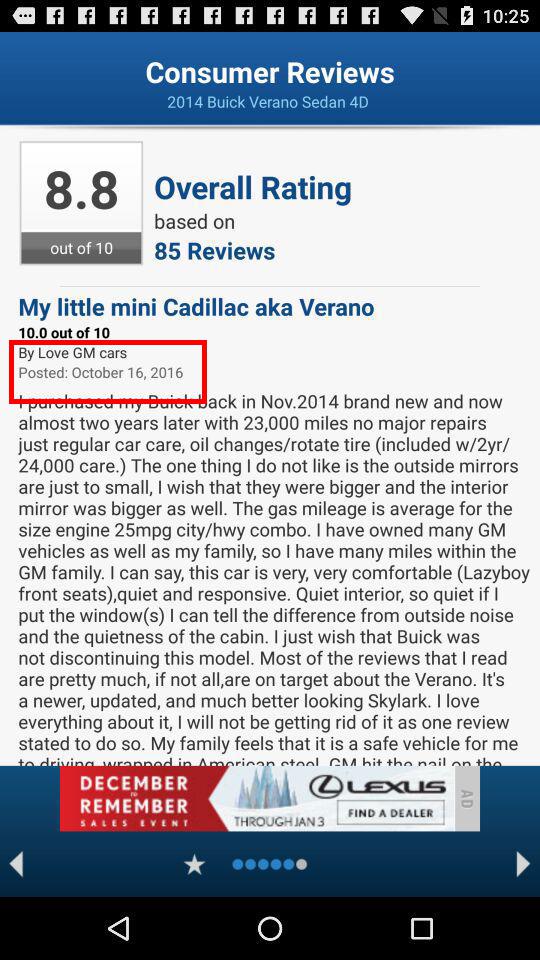 10:25
Consumer Reviews
2014 Buick Verano Sedan 4D
8.8
out of 10
Overall Rating
based on
85 Reviews
My little mini Cadillac aka Verano
10.0 out of 10
By Love GM cars
Posted: October 16, 2016
I purchased my Buick back in Nov.2014 brand new and now
almost two years later with 23,000 miles no major repairs
just regular car care, oil changes/rotate tire (included w/2yr/
24,000 care.) The one thing I do not like is the outside mirrors
are just to small, I wish that they were bigger and the interior
mirror was bigger as well. The gas mileage is average for the
size engine 25mpg city/hwy combo. I have owned many GM
vehicles as well as my family, so I have many miles within the
GM family. I can say, this car is very, very comfortable (Lazyboy
front seats),quiet and responsive. Quiet interior, so quiet if I
put the window(s) I can tell the difference from outside noise
and the quietness of the cabin. I just wish that Buick was
not discontinuing this model. Most of the reviews that I read
are pretty much, if not all,are on target about the Verano. It's
a newer, updated, and much better looking Skylark. I love
everything about it, I will not be getting rid of it as one review
stated to do so. My family feels that it is a safe vehicle for me
to driving, wrapped in American steel. GM hit the nail on the
DECEMBER
TO
REMEMBER
SALES EVENT
THROUGH JAN 3
LEXUS
FIND A DEALER
AD